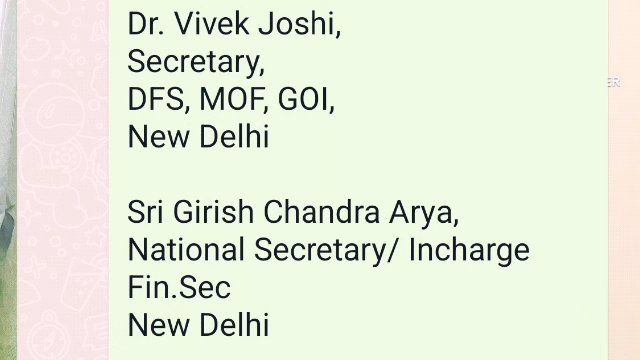 Dr. Vivek Joshi,
Secretary,
DFS, MOF, GOI,
New Delhi
Sri Girish Chandra Arya,
National Secretary/ Incharge
Fin.Sec
New Delhi
ER